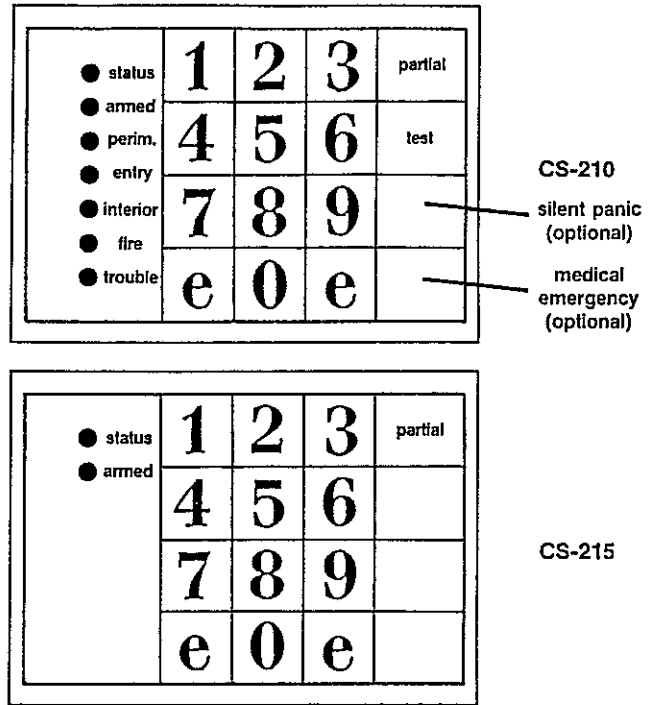 status 1 2 3 partial
armed
perim. 4 5 6 test
entry
interior 7 8 9
fire
trouble e 0 e
CS-210
silent panic
(optional)
medical
emergency
(optional)
status 1 2 3 partial
armed
4 5 6
7 8 9
e 0 e
CS-215